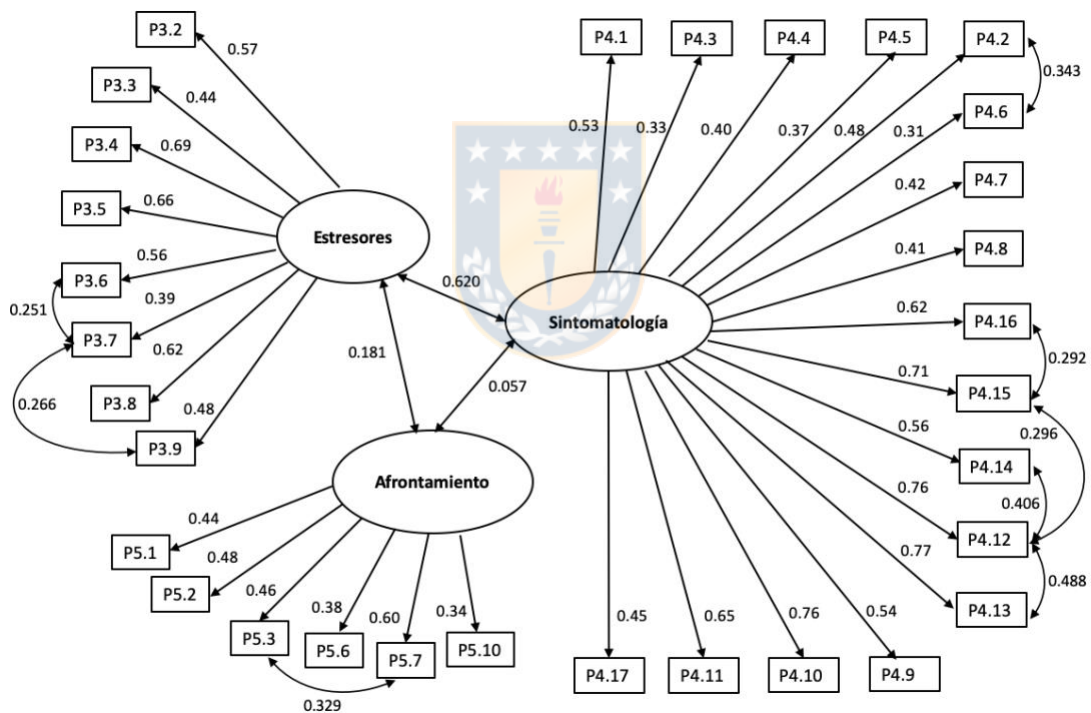 P3.2
0.57
P3.3
0.44
P3.4
0.69
P3.5
0.66
Estresores
P3.6
0.56
0.251
P3.7
0.39
P3.8
0.62
0.266
P3.9
0.48
0.620
0.181
0.057
P4.1
P4.3
P4.4
P4.5
P4.2
0.343
P4.6
0.53
0.33
0.40
0.37
0.48
0.31
P4.7
0.42
P4.8
0.41
Sintomatología
P4.16
0.62
0.292
P4.15
0.71
0.296
P4.14
0.56
0.406
P4.12
0.76
0.488
P4.13
0.77
0.45
0.65
0.76
0.54
P4.17
P4.11
P4.10
P4.9
Afrontamiento
P5.1
0.44
P5.2
0.48
P5.3
0.46
P5.6
0.38
P5.7
0.60
P5.10
0.34
0.329